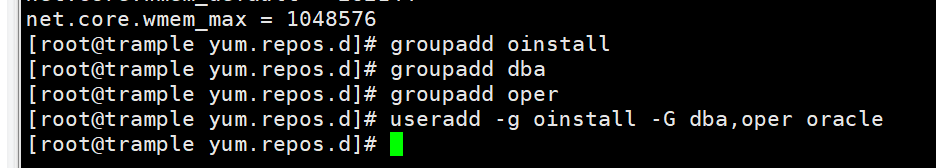 net.core.wmem_max = 1048576
[root@trample yum.repos.d]# groupadd oinstall
[root@trample yum.repos.d]# groupadd dba
[root@trample yum.repos.d]# groupadd oper
[root@trample yum.repos.d]# useradd -g oinstall -G dba,oper oracle
[root@trample yum.repos.d]#